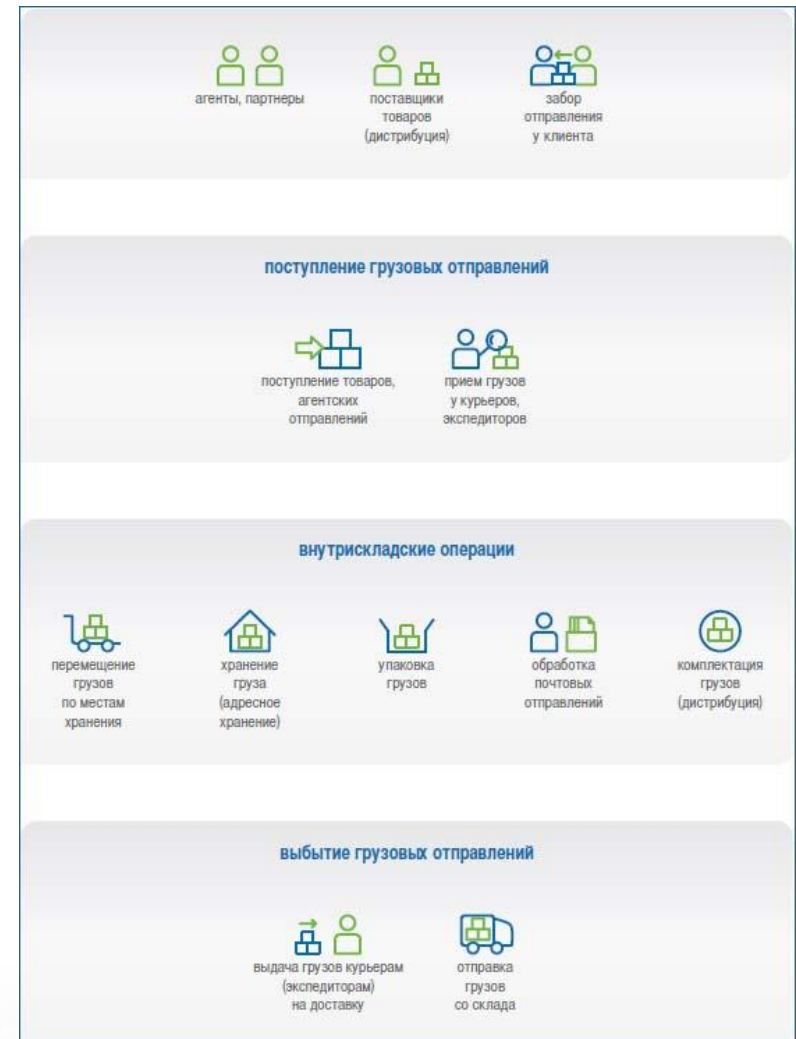 агенты, партнеры
поставщики
товаров
(дистрибуция)
забор
отправления
у клиента
поступление грузовых отправлений
поступление товаров,
агентских
отправлений
прием грузов
у курьеров,
экспедиторов
внутрискладские операции
перемещение
грузов
по местам
хранения
хранение
груза
(адресное
хранение)
упаковка
грузов
обработка
почтовых
отправлений
комплектация
грузов
(дистрибуция)
выбытие грузовых отправлений
выдача грузов курьерам
(экспедиторам)
на доставку
отправка
грузов
со склада